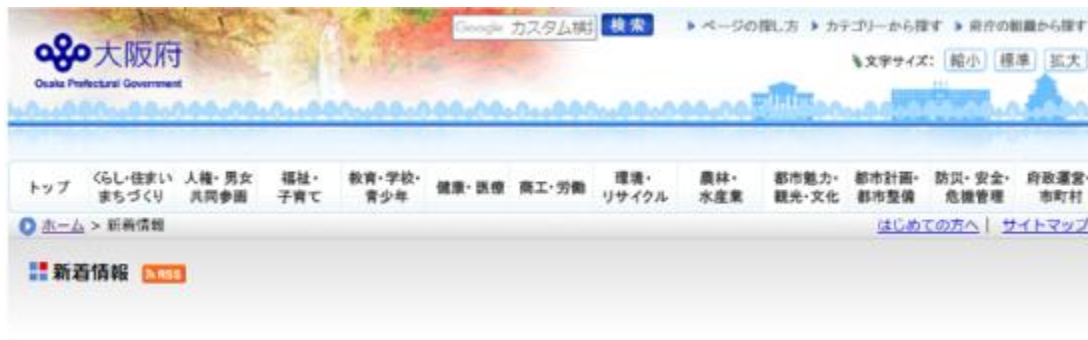 Google カスタム検
検索
ページの探し方 カテゴリーから探す 府庁の組織から探す
大阪府
Osaka Prefectural Government
文字サイズ: 縮小 標準 拡大
トップ
くらし・住まい
まちづくり
人権・男女
共同参画
福祉・
子育て
教育・学校・
青少年
健康・医療
商工・労働
環境・
リサイクル
農林・
水産業
都市魅力・
観光・文化
都市計画・
都市整備
防災・安全・
危機管理
府政運営・
市町村
ホーム > 新着情報
はじめての方へ | サイトマップ
新着情報 RSS